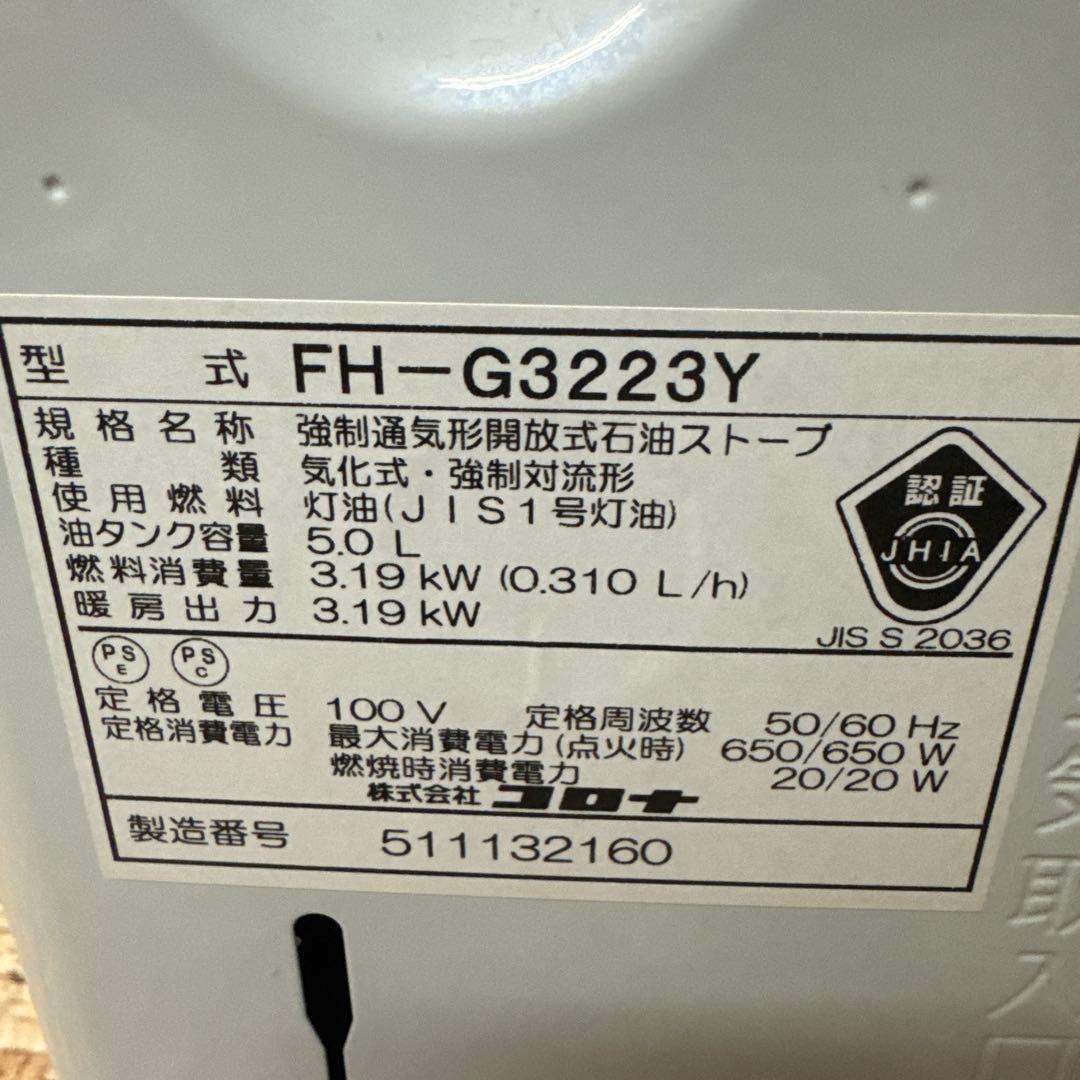 型式 FH-G3223Y
規格名称 強制通気形開放式石油ストーブ
種類 気化式・強制対流形
使用燃料 灯油(JIS1号灯油)
油タンク容量 5.0 L
燃料消費量 3.19 kW (0.310 L/h)
暖房出力 3.19 kW
認証
JHIA
JIS S 2036
PS E PS C
定格電圧 100 V 定格周波数 50/60 Hz
定格消費電力 最大消費電力(点火時) 650/650 W
燃焼時消費電力 20/20 W
株式会社 コロナ
製造番号 511132160
気取入口